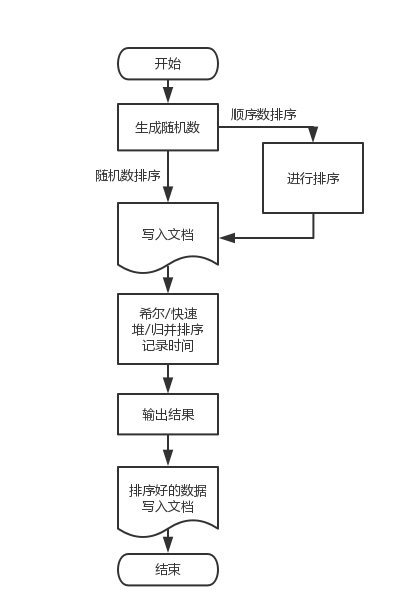 开始
生成随机数
顺序数排序
随机数排序
进行排序
写入文档
希尔/快速
堆/归并排序
记录时间
输出结果
排序好的数据
写入文档
结束